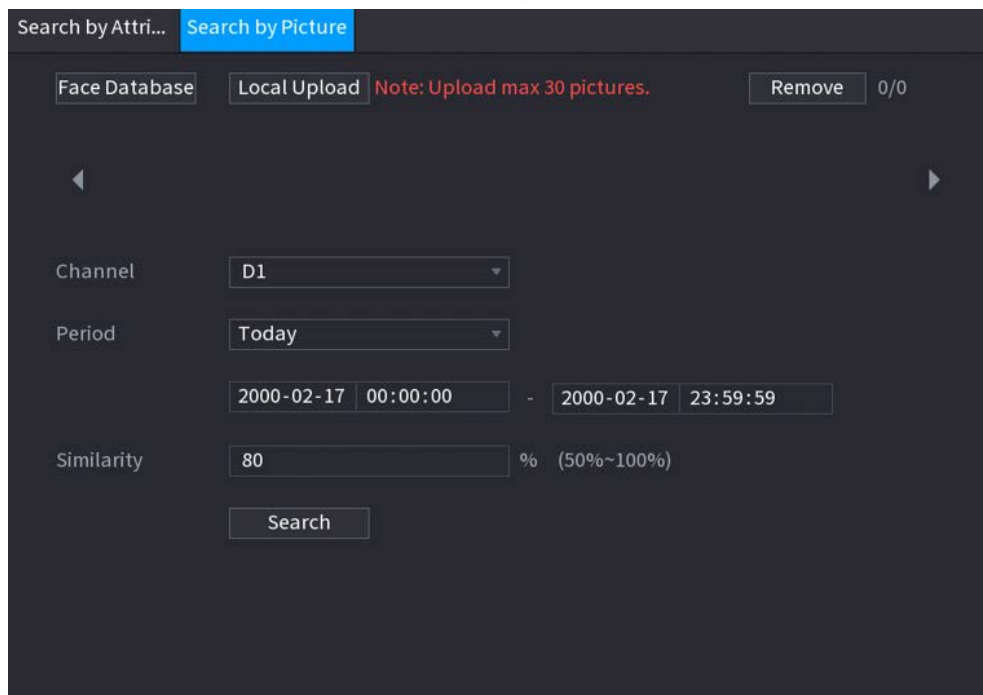 Search by Attri... Search by Picture
Face Database Local Upload Note: Upload max 30 pictures. Remove 0/0
Channel D1
Period Today
2000-02-17 00:00:00 - 2000-02-17 23:59:59
Similarity 80 % (50%~100%)
Search